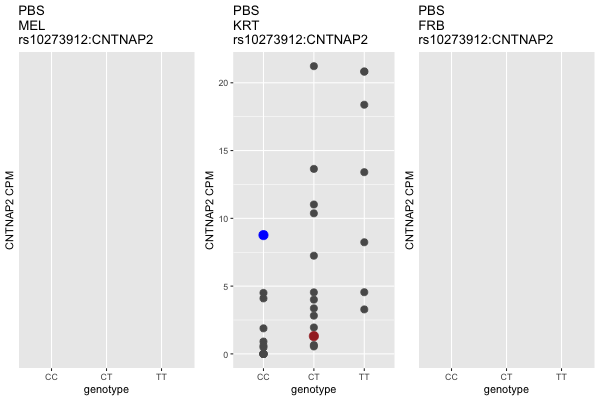 PBS
MEL
rs10273912:CNTNAP2
CNTNAP2 CPM
CC
CT
TT
genotype
PBS
KRT
rs10273912:CNTNAP2
CNTNAP2 CPM
20
15
10
5
0
CC
CT
TT
genotype
PBS
FRB
rs10273912:CNTNAP2
CNTNAP2 CPM
CC
CT
TT
genotype